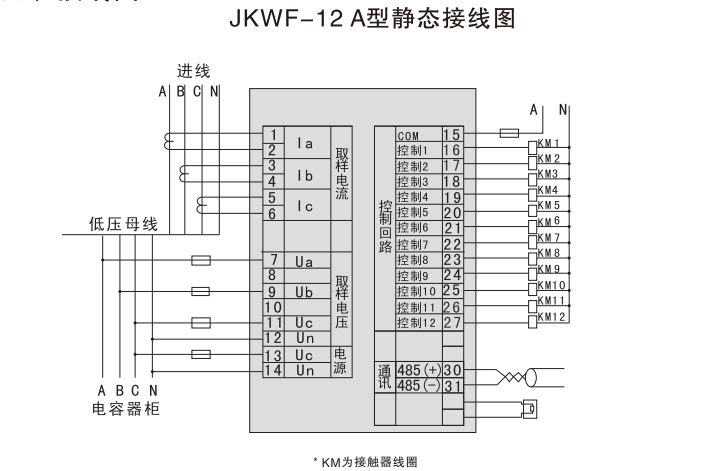 JKWF-12 A型静态接线图
进线
A B C N
A N
1 Ia 取样电流
2
3 Ib
4
5 Ic
6
低压母线
7 Ua 取样电压
8
9 Ub
10
11 Uc
12 Un
13 Uc 电源
14 Un
控制回路
COM 15
控制1 16 KM1
控制2 17 KM2
控制3 18 KM3
控制4 19 KM4
控制5 20 KM5
控制6 21 KM6
控制7 22 KM7
控制8 23 KM8
控制9 24 KM9
控制10 25 KM10
控制11 26 KM11
控制12 27 KM12
通讯 485(+) 30
485(-) 31
A B C N
电容器柜
* KM为接触器线圈